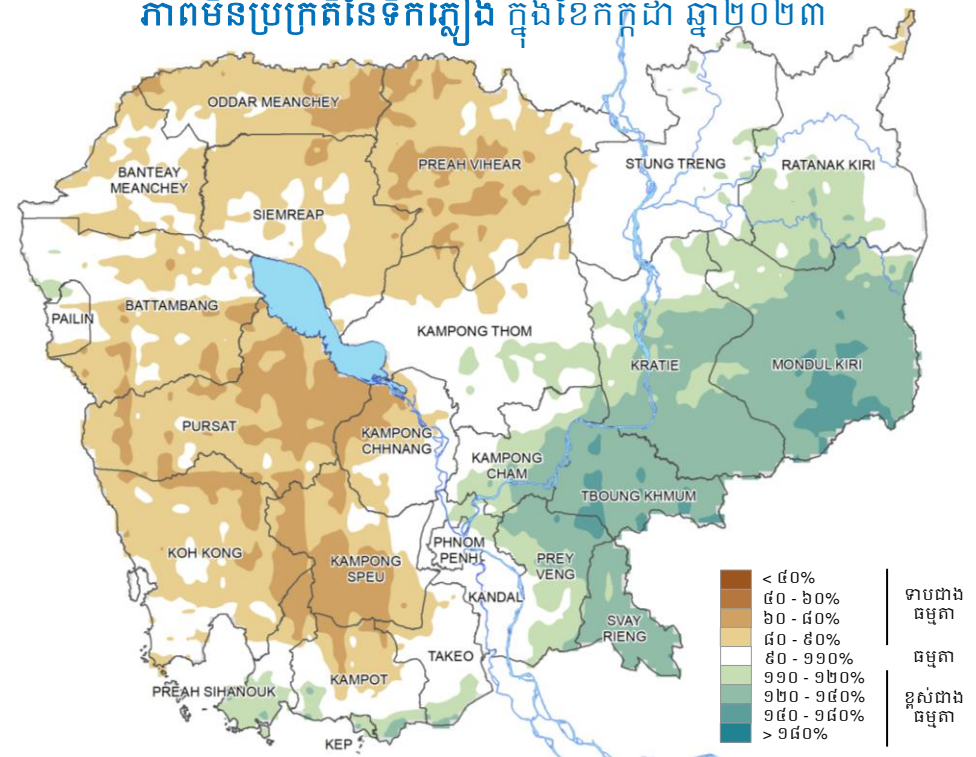 ភាពមិនប្រក្រតីនៃទឹកភ្លៀង ក្នុងខែកក្កដា ឆ្នាំ២០២៣
ODDAR MEANCHEY
PREAH VIHEAR
STUNG TRENG
RATANAK KIRI
BANTEAY
MEANCHEY
SIEMREAP
BATTAMBANG
PAILIN
KAMPONG THOM
KRATIE
MONDUL KIRI
PURSAT
KAMPONG
CHHNANG
KAMPONG
CHAM
TBOUNG KHMUM
KOH KONG
KAMPONG
SPEU
PHNOM
PENH
PREY
VENG
KANDAL
SVAY
RIENG
TAKEO
KAMPOT
PREAH SIHANOUK
KEP
< ៤០%
៤០ - ៦០%
៦០ - ៨០%
៨០ - ៩០%
៩០ - ១១០%
១១០ - ១២០%
១២០ - ១៤០%
១៤០ - ១៨០%
> ១៨០%
ទាបជាង
ធម្មតា
ធម្មតា
ខ្ពស់ជាង
ធម្មតា